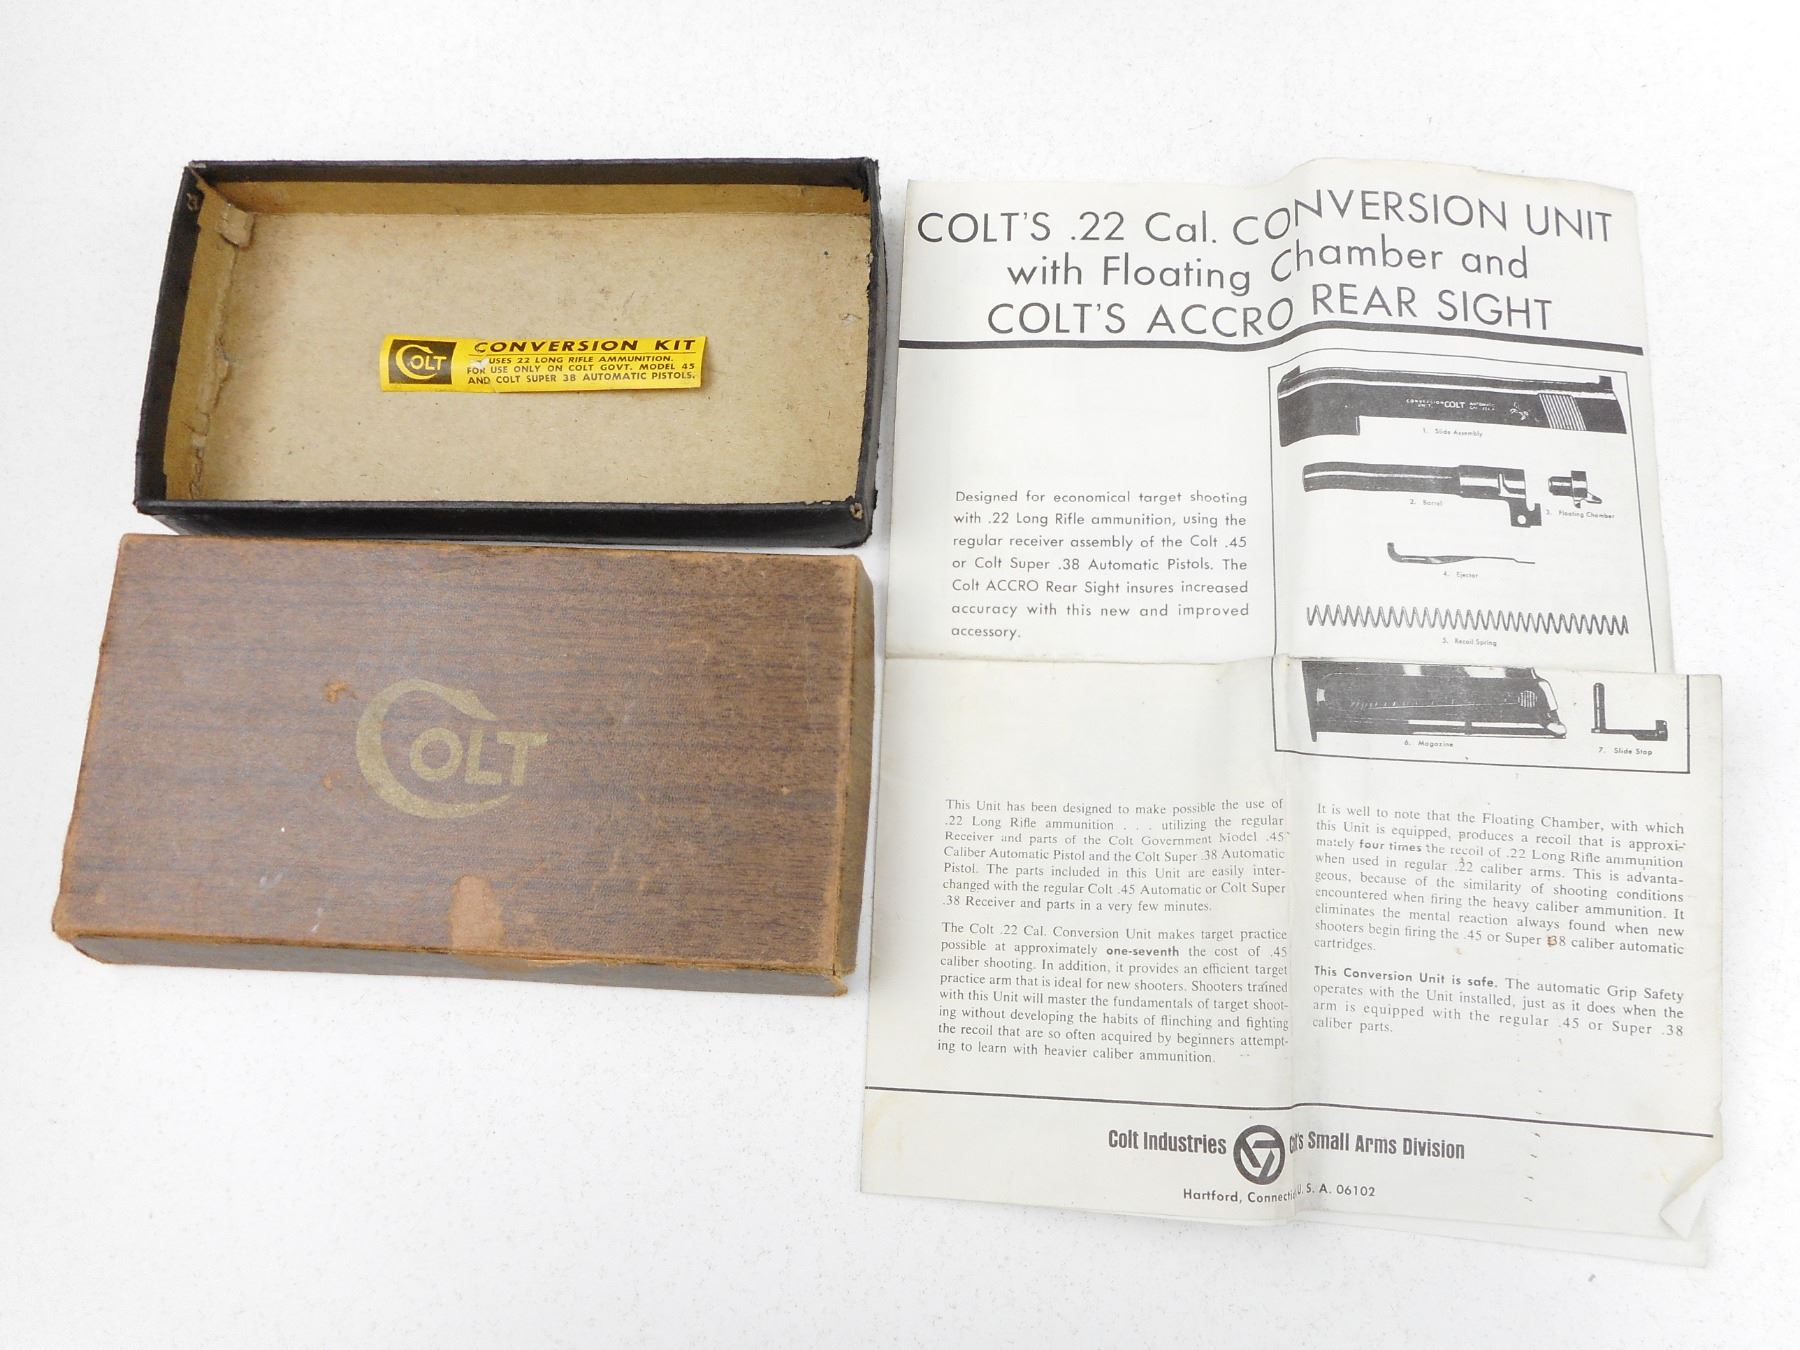 COLT
CONVERSION KIT
USES 22 LONG RIFLE AMMUNITION.
FOR USE ONLY ON COLT GOVT. MODEL 45
AND COLT SUPER 38 AUTOMATIC PISTOLS.
COLT
COLT'S .22 Cal. CONVERSION UNIT
with Floating Chamber and
COLT'S ACCRO REAR SIGHT
CONVERSION COLT AUTOMATIC
UNIT
1. Slide Assembly
2. Barrel
3. Floating Chamber
4. Ejector
5. Recoil Spring
6. Magazine
7. Slide Stop
Designed for economical target shooting
with .22 Long Rifle ammunition, using the
regular receiver assembly of the Colt .45
or Colt Super .38 Automatic Pistols. The
Colt ACCRO Rear Sight insures increased
accuracy with this new and improved
accessory.
This Unit has been designed to make possible the use of
.22 Long Rifle ammunition . . . utilizing the regular
Receiver and parts of the Colt Government Model .45
Caliber Automatic Pistol and the Colt Super .38 Automatic
Pistol. The parts included in this Unit are easily inter-
changed with the regular Colt .45 Automatic or Colt Super
.38 Receiver and parts in a very few minutes.
The Colt .22 Cal. Conversion Unit makes target practice
possible at approximately one-seventh the cost of .45
caliber shooting. In addition, it provides an efficient target
practice arm that is ideal for new shooters. Shooters trained
with this Unit will master the fundamentals of target shoot-
ing without developing the habits of flinching and fighting
the recoil that are so often acquired by beginners attempt-
ing to learn with heavier caliber ammunition.
It is well to note that the Floating Chamber, with which
this Unit is equipped, produces a recoil that is approxi-
mately four times the recoil of .22 Long Rifle ammunition
when used in regular .22 caliber arms. This is advanta-
geous, because of the similarity of shooting conditions
encountered when firing the heavy caliber ammunition. It
eliminates the mental reaction always found when new
shooters begin firing the .45 or Super .38 caliber automatic
cartridges.
This Conversion Unit is safe. The automatic Grip Safety
operates with the Unit installed, just as it does when the
arm is equipped with the regular .45 or Super .38
caliber parts.
Colt Industries Colt's Small Arms Division
Hartford, Connecti U. S. A. 06102